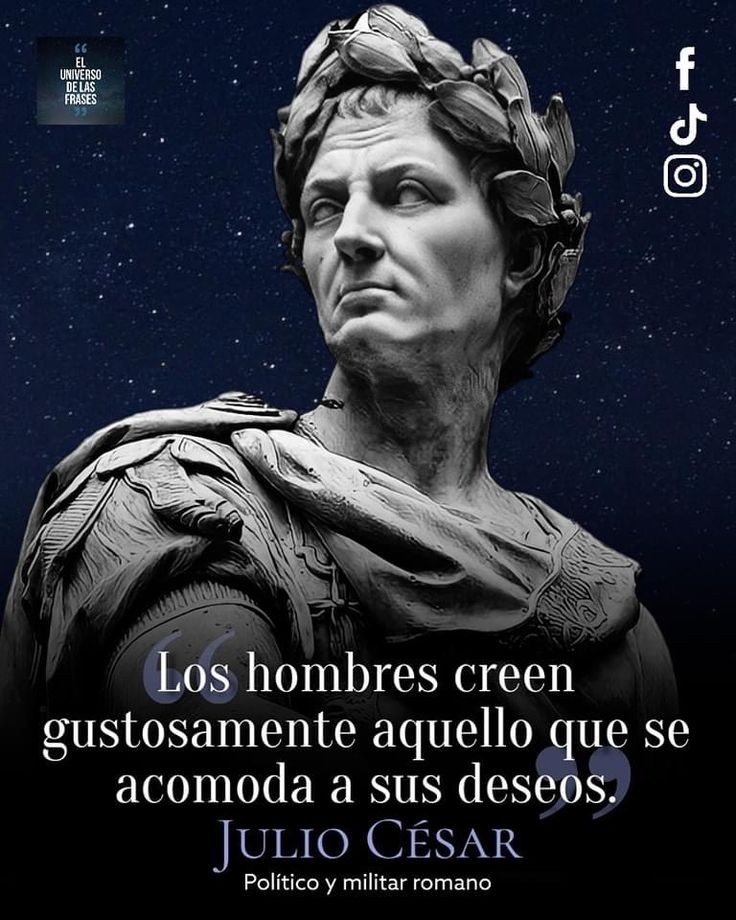 “
EL
UNIVERSO
DE LAS
FRASES
”
“Los hombres creen
gustosamente aquello que se
acomoda a sus deseos.”
JULIO CÉSAR
Político y militar romano